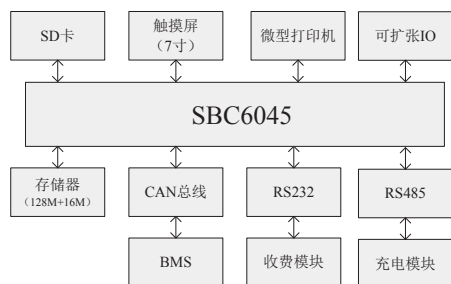 SD卡
触摸屏
（7寸）
微型打印机
可扩张IO
SBC6045
存储器
（128M+16M）
CAN总线
RS232
RS485
BMS
收费模块
充电模块